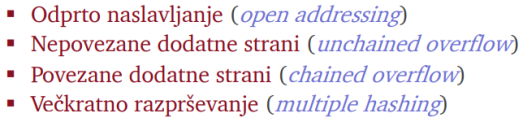 ▪ Odprto naslavljanje (open addressing)
▪ Nepovezane dodatne strani (unchained overflow)
▪ Povezane dodatne strani (chained overflow)
▪ Večkratno razprševanje (multiple hashing)